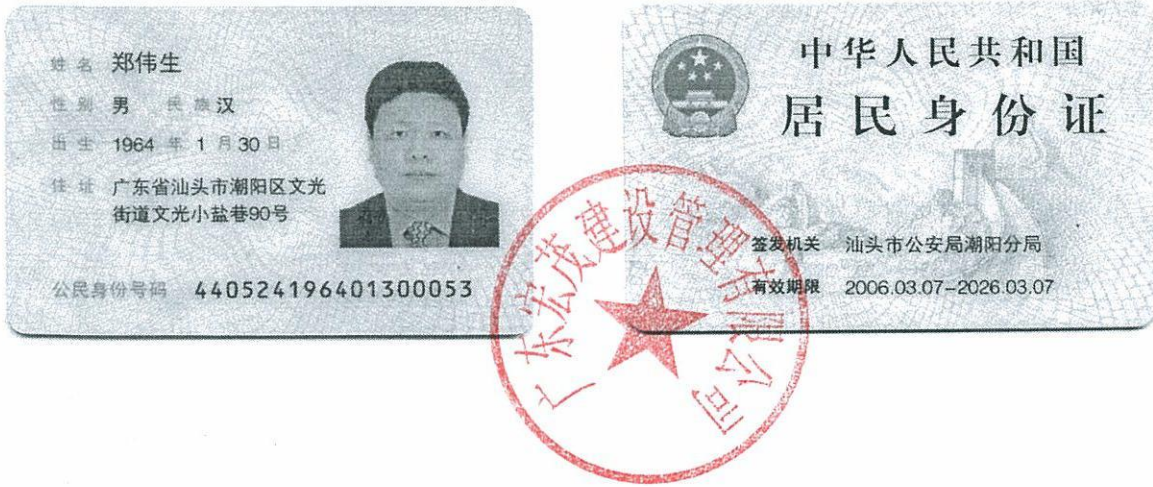 姓名 郑伟生
性别 男 民族 汉
出生 1964 年 1 月 30 日
住址 广东省汕头市潮阳区文光
街道文光小盐巷90号
公民身份号码 440524196401300053
中华人民共和国
居民身份证
签发机关 汕头市公安局潮阳分局
有效期限 2006.03.07-2026.03.07
广东宏茂建设管理有限公司